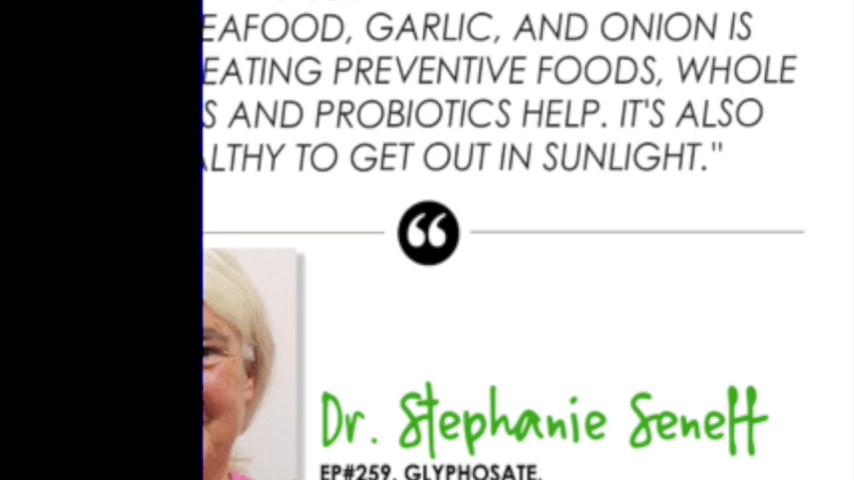 EAFOOD, GARLIC, AND ONION IS
EATING PREVENTIVE FOODS, WHOLE
S AND PROBIOTICS HELP. IT'S ALSO
ALTHY TO GET OUT IN SUNLIGHT."
Dr. Stephanie Seneff
EP#259. GLYPHOSATE.